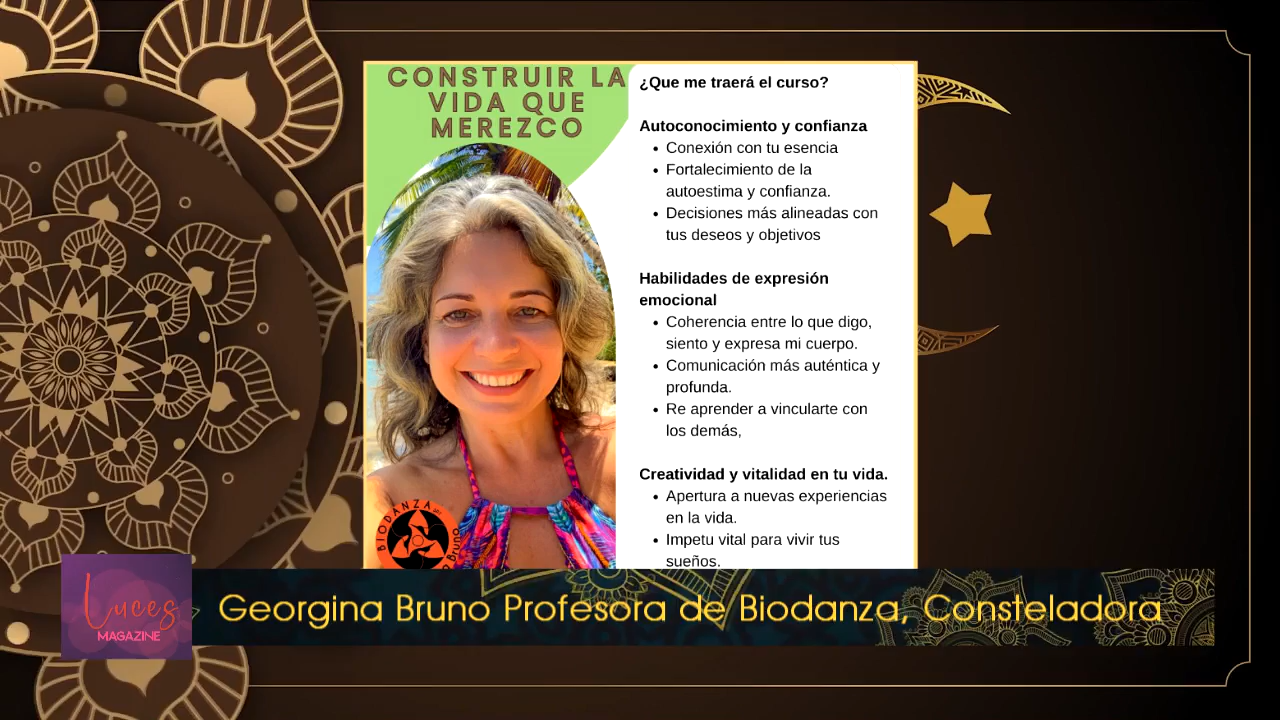 CONSTRUIR LA
VIDA QUE
MEREZCO
¿Que me traerá el curso?
Autoconocimiento y confianza
• Conexión con tu esencia
• Fortalecimiento de la
autoestima y confianza.
• Decisiones más alineadas con
tus deseos y objetivos
Habilidades de expresión
emocional
• Coherencia entre lo que digo,
siento y expresa mi cuerpo.
• Comunicación más auténtica y
profunda.
• Re aprender a vincularte con
los demás,
Creatividad y vitalidad en tu vida.
• Apertura a nuevas experiencias
en la vida.
• Impetu vital para vivir tus
sueños.
BIODANZA
Luces
MAGAZINE
Georgina Bruno Profesora de Biodanza, Consteladora